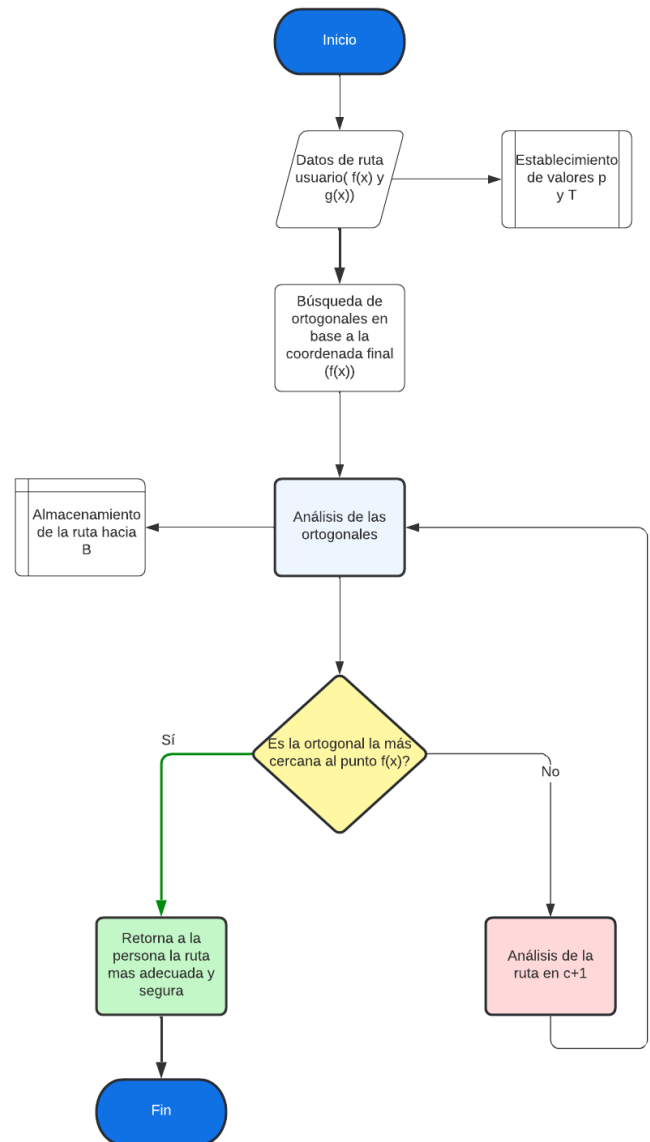 Inicio
Datos de ruta
usuario( f(x) y
g(x))
Establecimiento
de valores p
y T
Búsqueda de
ortogonales en
base a la
coordenada final
(f(x))
Almacenamiento
de la ruta hacia
B
Análisis de las
ortogonales
Es la ortogonal la más
cercana al punto f(x)?
Sí
No
Retorna a la
persona la ruta
mas adecuada y
segura
Análisis de la
ruta en c+1
Fin